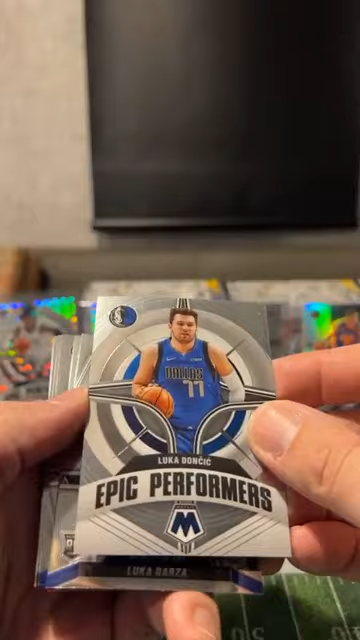 DALLAS
77
LUKA DONČIĆ
EPIC PERFORMERS
M
LUKA GARZA